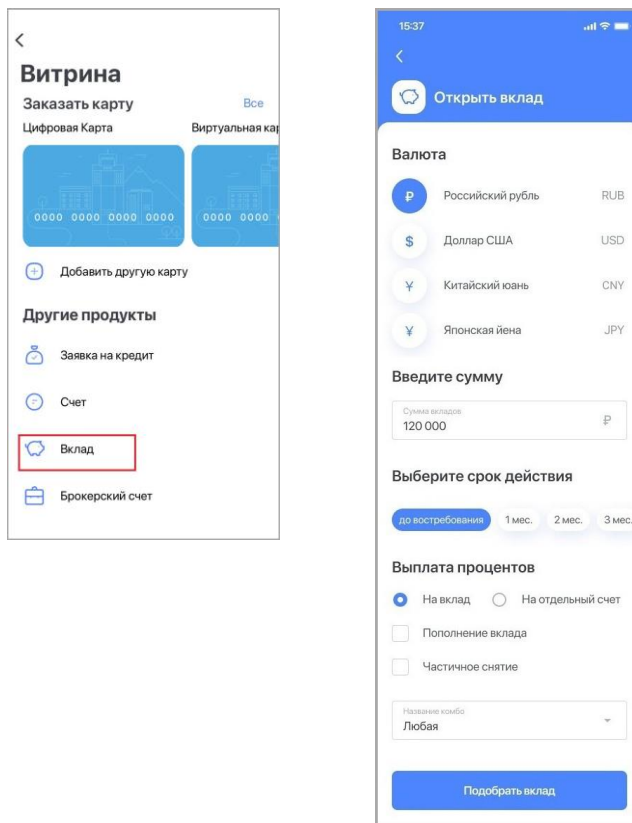 Витрина
Заказать карту Все
Цифровая Карта Виртуальная кар
0000 0000 0000 0000 0000 0000 0000
Добавить другую карту
Другие продукты
Заявка на кредит
Счет
Вклад
Брокерский счет
15:37
Открыть вклад
Валюта
₽ Российский рубль RUB
$ Доллар США USD
¥ Китайский юань CNY
¥ Японская йена JPY
Введите сумму
Сумма вкладов
120 000 ₽
Выберите срок действия
до востребования 1 мес. 2 мес. 3 мес.
Выплата процентов
На вклад На отдельный счет
Пополнение вклада
Частичное снятие
Название комбо
Любая
Подобрать вклад